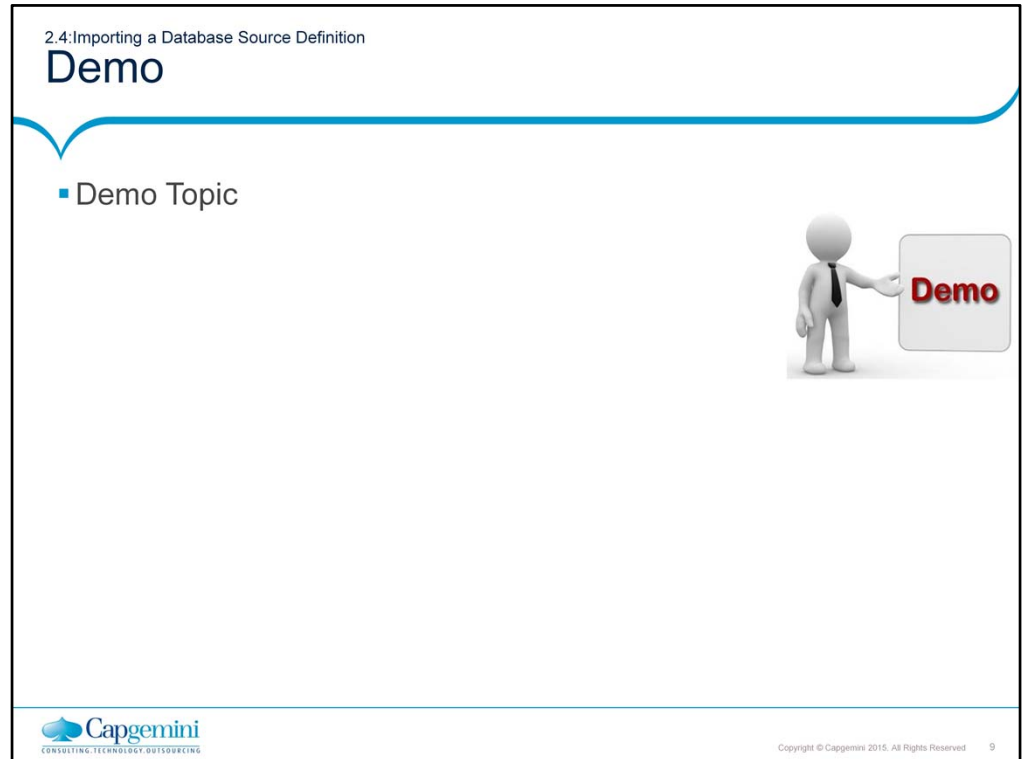 2.4:Importing a Database Source Definition
Demo
▪ Demo Topic
Demo
Capgemini
CONSULTING.TECHNOLOGY.OUTSOURCING
Copyright © Capgemini 2015. All Rights Reserved 9